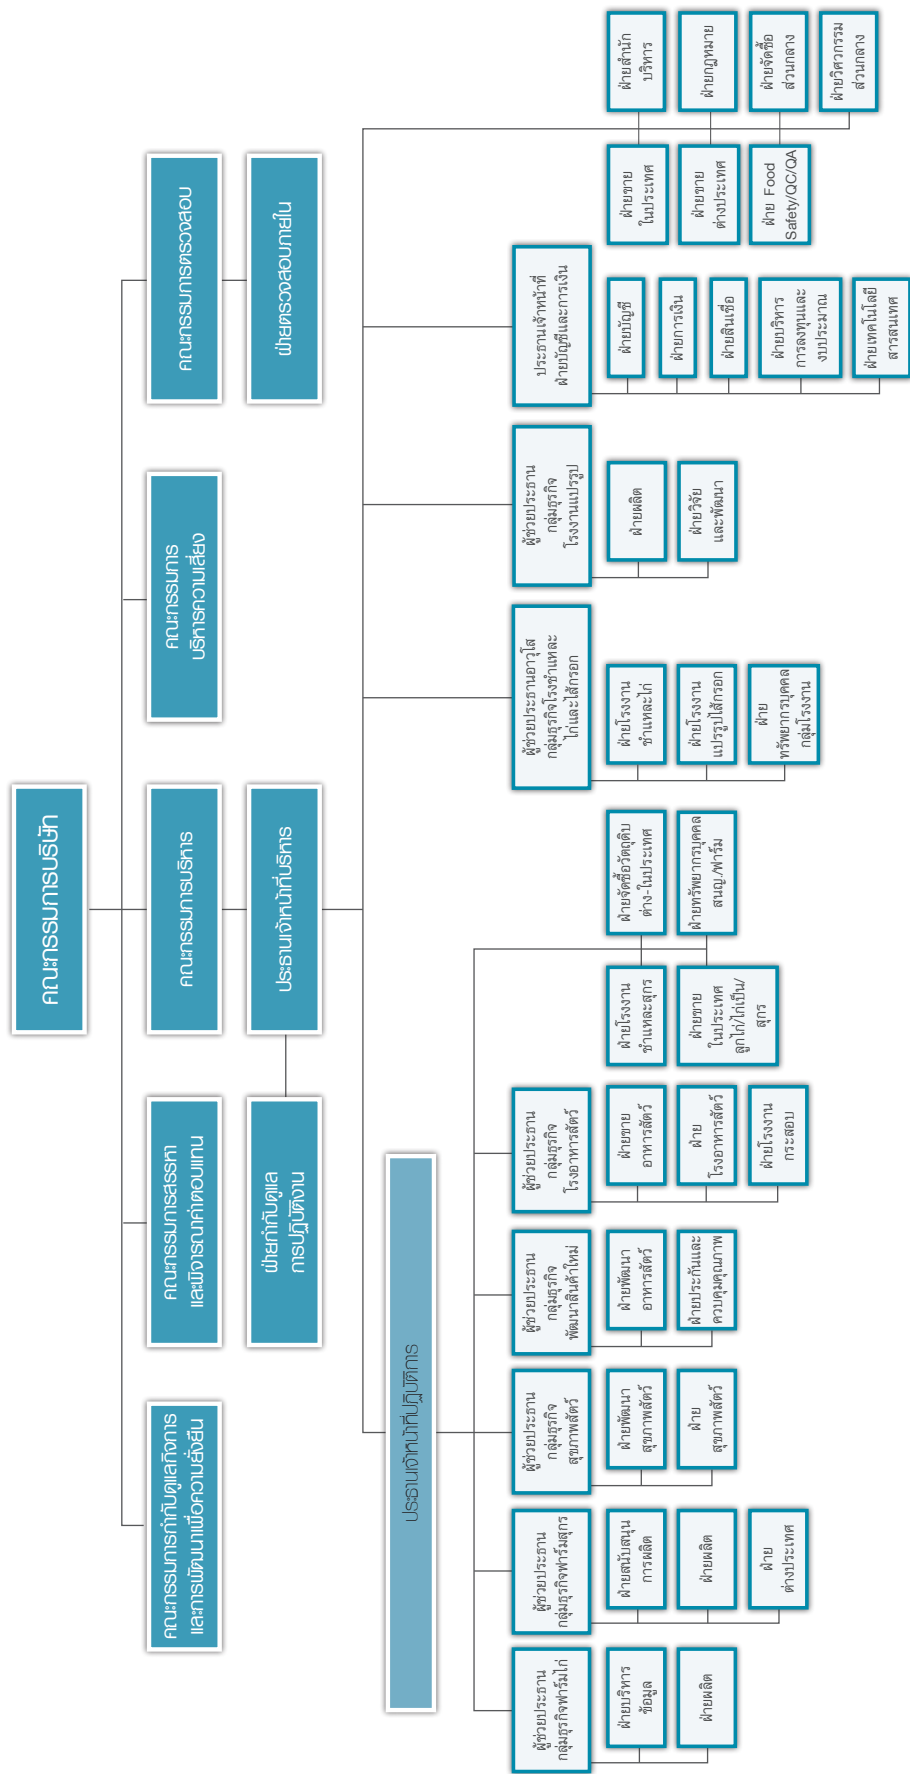 คณะกรรมการบริษัท
คณะกรรมการกำกับดูแลกิจการ
และการพัฒนาเพื่อความยั่งยืน
คณะกรรมการสรรหา
และพิจารณาค่าตอบแทน
คณะกรรมการบริหาร
คณะกรรมการ
บริหารความเสี่ยง
คณะกรรมการตรวจสอบ
ฝ่ายกำกับดูแล
การปฏิบัติงาน
ประธานเจ้าหน้าที่บริหาร
ฝ่ายตรวจสอบภายใน
ประธานเจ้าหน้าที่ปฏิบัติการ
ผู้ช่วยประธาน
กลุ่มธุรกิจฟาร์มไก่
ฝ่ายบริหาร
ข้อมูล
ฝ่ายผลิต
ผู้ช่วยประธาน
กลุ่มธุรกิจฟาร์มสุกร
ฝ่ายสนับสนุน
การผลิต
ฝ่ายผลิต
ฝ่าย
ต่างประเทศ
ผู้ช่วยประธาน
กลุ่มธุรกิจ
สุขภาพสัตว์
ฝ่ายพัฒนา
สุขภาพสัตว์
ฝ่าย
สุขภาพสัตว์
ผู้ช่วยประธาน
กลุ่มธุรกิจ
พัฒนาสินค้าใหม่
ฝ่ายพัฒนา
อาหารสัตว์
ฝ่ายประกันและ
ควบคุมคุณภาพ
ผู้ช่วยประธาน
กลุ่มธุรกิจ
โรงงานอาหารสัตว์
ฝ่ายขาย
อาหารสัตว์
ฝ่าย
โรงอาหารสัตว์
ฝ่ายโรงงาน
กระสอบ
ฝ่ายโรงงาน
ชำแหละสุกร
ฝ่ายจัดซื้อวัตถุดิบ
ต่าง-ในประเทศ
ฝ่ายขาย
ในประเทศ
ลูกไก่/ไก่เป็น/
สุกร
ฝ่ายทรัพยากรบุคคล
สนญ./ฟาร์ม
ผู้ช่วยประธานอาวุโส
กลุ่มธุรกิจโรงชำแหละ
ไก่และไส้กรอก
ฝ่ายโรงงาน
ชำแหละไก่
ฝ่ายโรงงาน
แปรรูปไส้กรอก
ฝ่าย
ทรัพยากรบุคคล
กลุ่มโรงงาน
ผู้ช่วยประธาน
กลุ่มธุรกิจ
โรงงานแปรรูป
ฝ่ายผลิต
ฝ่ายวิจัย
และพัฒนา
ประธานเจ้าหน้าที่
ฝ่ายบัญชีและการเงิน
ฝ่ายบัญชี
ฝ่ายการเงิน
ฝ่ายสินเชื่อ
ฝ่ายบริหาร
การลงทุนและ
งบประมาณ
ฝ่ายเทคโนโลยี
สารสนเทศ
ฝ่ายขาย
ในประเทศ
ฝ่ายสำนัก
บริหาร
ฝ่ายขาย
ต่างประเทศ
ฝ่ายกฎหมาย
ฝ่าย Food
Safety/QC/QA
ฝ่ายจัดซื้อ
ส่วนกลาง
ฝ่ายวิศวกรรม
ส่วนกลาง